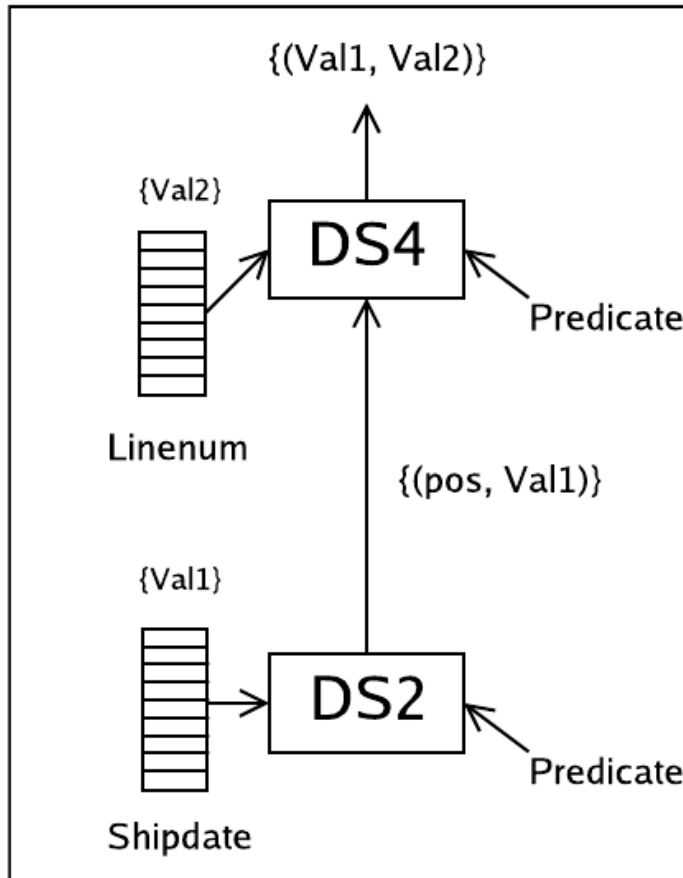 {(Val1, Val2)}
{Val2}
DS4
Predicate
Linenum
{(pos, Val1)}
{Val1}
DS2
Predicate
Shipdate